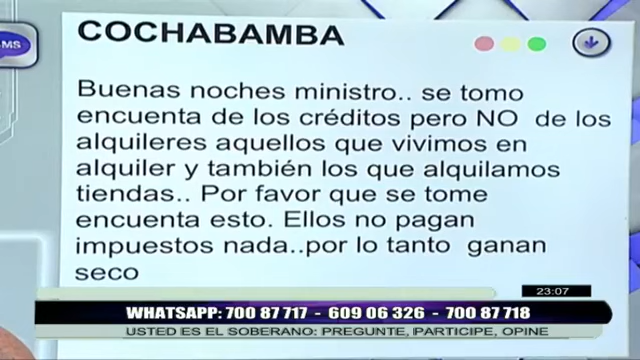 COCHABAMBA
MS
Buenas noches ministro.. se tomo
encuenta de los créditos pero NO de los
alquileres aquellos que vivimos en
alquiler y también los que alquilamos
tiendas.. Por favor que se tome
encuenta esto. Ellos no pagan
impuestos nada..por lo tanto ganan
seco
23:07
WHATSAPP: 700 87 717 - 609 06 326 - 700 87 718
USTED ES EL SOBERANO: PREGUNTE, PARTICIPE, OPINE